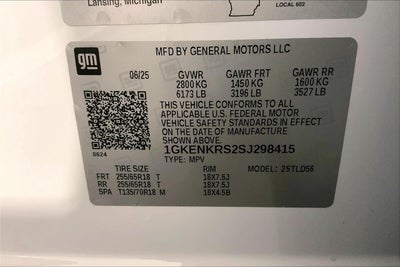 Lansing, Michigan
LOCAL 602
gm
MFD BY GENERAL MOTORS LLC
06/25 GVWR GAWR FRT GAWR RR
2800 KG 1450 KG 1600 KG
6173 LB 3196 LB 3527 LB
THIS VEHICLE CONFORMS TO ALL
APPLICABLE U.S. FEDERAL MOTOR
VEHICLE SAFETY STANDARDS IN
EFFECT ON THE DATE OF
MANUFACTURE SHOWN ABOVE.
1GKENKRS2SJ298415
0624 TYPE: MPV MODEL: 25TLD56
TIRE SIZE RIM
FRT 255/65R18 T 18X7.5J
RR 255/65R18 T 18X7.5J
SPA T135/70R18 M 18X4.5B